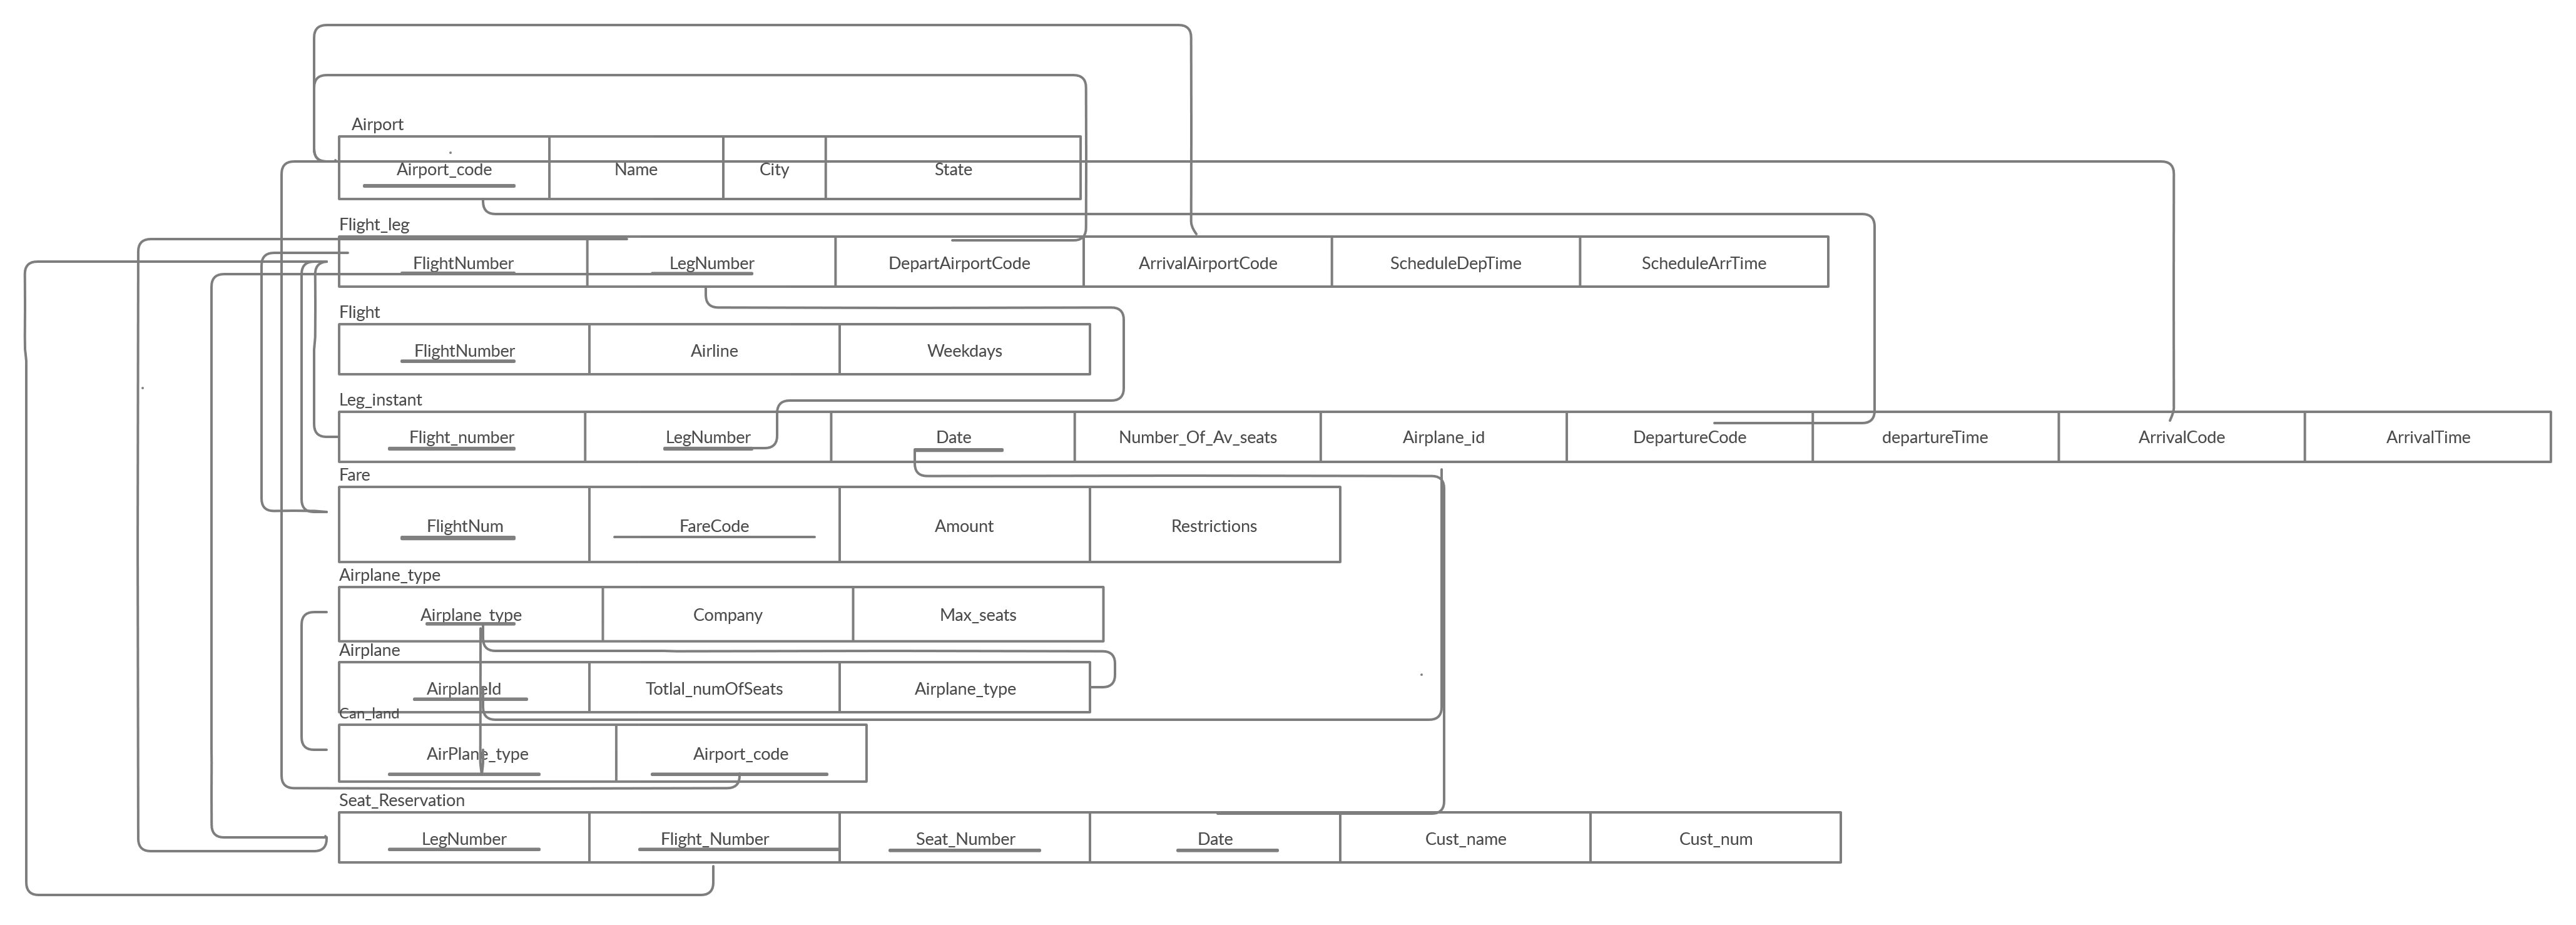 Airport
Airport_code Name City State
Flight_leg
FlightNumber LegNumber DepartAirportCode ArrivalAirportCode ScheduleDepTime ScheduleArrTime
Flight
FlightNumber Airline Weekdays
Leg_instant
Flight_number LegNumber Date Number_Of_Av_seats Airplane_id DepartureCode departureTime ArrivalCode ArrivalTime
Fare
FlightNum FareCode Amount Restrictions
Airplane_type
Airplane_type Company Max_seats
Airplane
AirplaneId Totlal_numOfSeats Airplane_type
Can_land
AirPlane_type Airport_code
Seat_Reservation
LegNumber Flight_Number Seat_Number Date Cust_name Cust_num